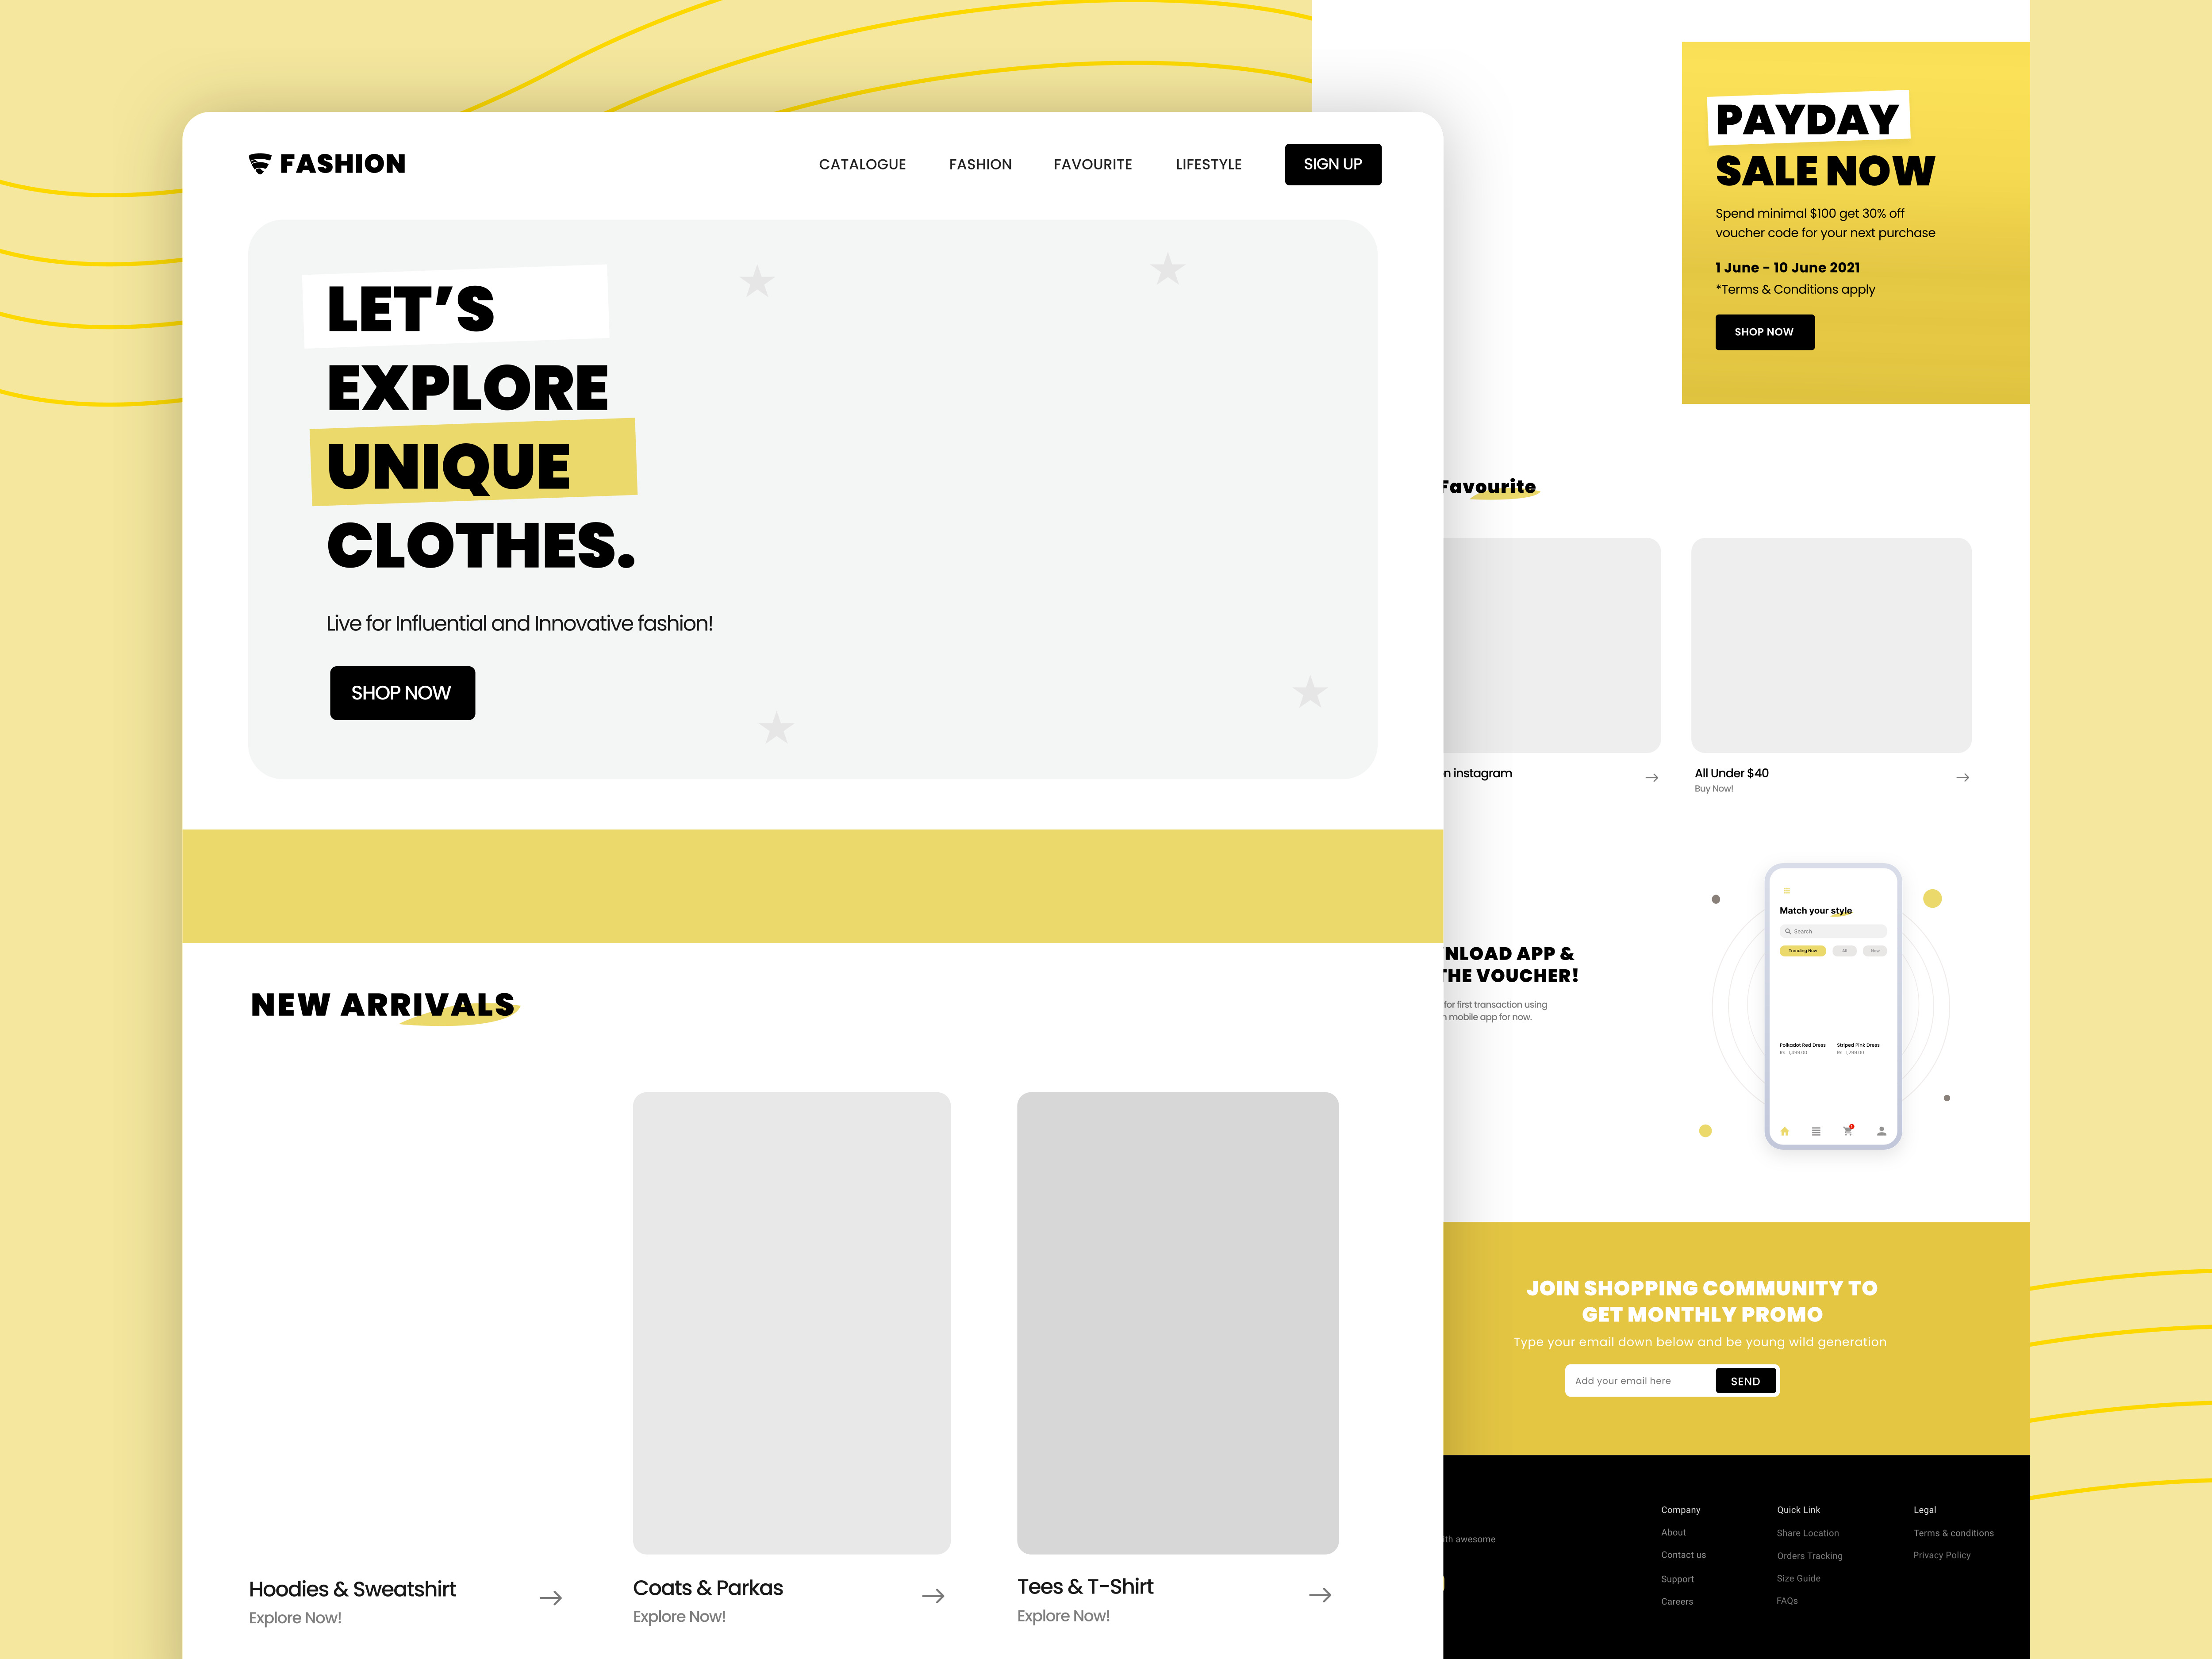 FASHION
CATALOGUE FASHION FAVOURITE LIFESTYLE SIGN UP
LET’S
EXPLORE
UNIQUE
CLOTHES.
Live for Influential and Innovative fashion!
SHOP NOW
NEW ARRIVALS
Hoodies & Sweatshirt
Explore Now!
Coats & Parkas
Explore Now!
Tees & T-Shirt
Explore Now!
PAYDAY
SALE NOW
Spend minimal $100 get 30% off
voucher code for your next purchase
1 June - 10 June 2021
*Terms & Conditions apply
SHOP NOW
Favourite
n instagram
All Under $40
Buy Now!
NLOAD APP &
THE VOUCHER!
for first transaction using
mobile app for now.
Match your style
Search
Trending Now All New
Polkadot Red Dress
Rs. 1,699.00
Striped Pink Dress
Rs. 1,299.00
JOIN SHOPPING COMMUNITY TO
GET MONTHLY PROMO
Type your email down below and be young wild generation
Add your email here SEND
ith awesome
Company
About
Contact us
Support
Careers
Quick Link
Share Location
Orders Tracking
Size Guide
FAQs
Legal
Terms & conditions
Privacy Policy